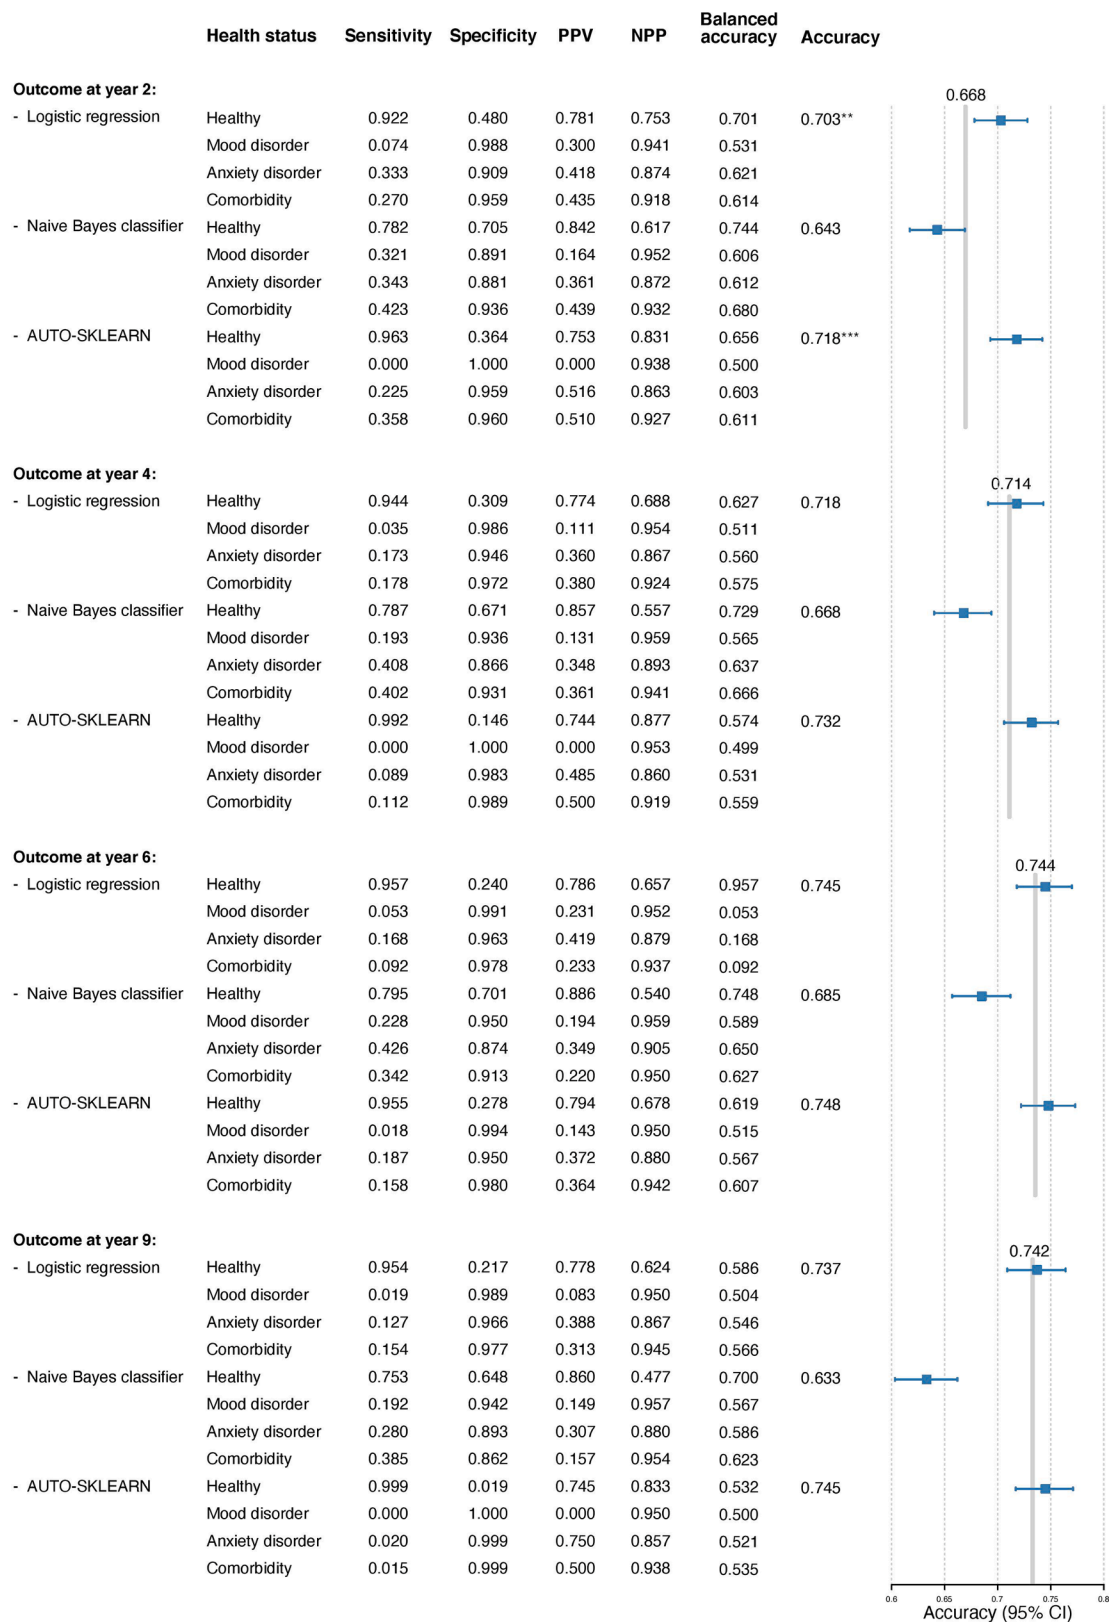 Health status Sensitivity Specificity PPV NPP Balanced accuracy Accuracy
Outcome at year 2:
0.668
- Logistic regression Healthy 0.922 0.480 0.781 0.753 0.701 0.703**
Mood disorder 0.074 0.988 0.300 0.941 0.531
Anxiety disorder 0.333 0.909 0.418 0.874 0.621
Comorbidity 0.270 0.959 0.435 0.918 0.614
- Naive Bayes classifier Healthy 0.782 0.705 0.842 0.617 0.744 0.643
Mood disorder 0.321 0.891 0.164 0.952 0.606
Anxiety disorder 0.343 0.881 0.361 0.872 0.612
Comorbidity 0.423 0.936 0.439 0.932 0.680
- AUTO-SKLEARN Healthy 0.963 0.364 0.753 0.831 0.656 0.718***
Mood disorder 0.000 1.000 0.000 0.938 0.500
Anxiety disorder 0.225 0.959 0.516 0.863 0.603
Comorbidity 0.358 0.960 0.510 0.927 0.611
Outcome at year 4:
0.714
- Logistic regression Healthy 0.944 0.309 0.774 0.688 0.627 0.718
Mood disorder 0.035 0.986 0.111 0.954 0.511
Anxiety disorder 0.173 0.946 0.360 0.867 0.560
Comorbidity 0.178 0.972 0.380 0.924 0.575
- Naive Bayes classifier Healthy 0.787 0.671 0.857 0.557 0.729 0.668
Mood disorder 0.193 0.936 0.131 0.959 0.565
Anxiety disorder 0.408 0.866 0.348 0.893 0.637
Comorbidity 0.402 0.931 0.361 0.941 0.666
- AUTO-SKLEARN Healthy 0.992 0.146 0.744 0.877 0.574 0.732
Mood disorder 0.000 1.000 0.000 0.953 0.499
Anxiety disorder 0.089 0.983 0.485 0.860 0.531
Comorbidity 0.112 0.989 0.500 0.919 0.559
Outcome at year 6:
0.744
- Logistic regression Healthy 0.957 0.240 0.786 0.657 0.957 0.745
Mood disorder 0.053 0.991 0.231 0.952 0.053
Anxiety disorder 0.168 0.963 0.419 0.879 0.168
Comorbidity 0.092 0.978 0.233 0.937 0.092
- Naive Bayes classifier Healthy 0.795 0.701 0.886 0.540 0.748 0.685
Mood disorder 0.228 0.950 0.194 0.959 0.589
Anxiety disorder 0.426 0.874 0.349 0.905 0.650
Comorbidity 0.342 0.913 0.220 0.950 0.627
- AUTO-SKLEARN Healthy 0.955 0.278 0.794 0.678 0.619 0.748
Mood disorder 0.018 0.994 0.143 0.950 0.515
Anxiety disorder 0.187 0.950 0.372 0.880 0.567
Comorbidity 0.158 0.980 0.364 0.942 0.607
Outcome at year 9:
0.742
- Logistic regression Healthy 0.954 0.217 0.778 0.624 0.586 0.737
Mood disorder 0.019 0.989 0.083 0.950 0.504
Anxiety disorder 0.127 0.966 0.388 0.867 0.546
Comorbidity 0.154 0.977 0.313 0.945 0.566
- Naive Bayes classifier Healthy 0.753 0.648 0.860 0.477 0.700 0.633
Mood disorder 0.192 0.942 0.149 0.957 0.567
Anxiety disorder 0.280 0.893 0.307 0.880 0.586
Comorbidity 0.385 0.862 0.157 0.954 0.623
- AUTO-SKLEARN Healthy 0.999 0.019 0.745 0.833 0.532 0.745
Mood disorder 0.000 1.000 0.000 0.950 0.500
Anxiety disorder 0.020 0.999 0.750 0.857 0.521
Comorbidity 0.015 0.999 0.500 0.938 0.535
0.6 0.65 0.7 0.75 0.8
Accuracy (95% CI)